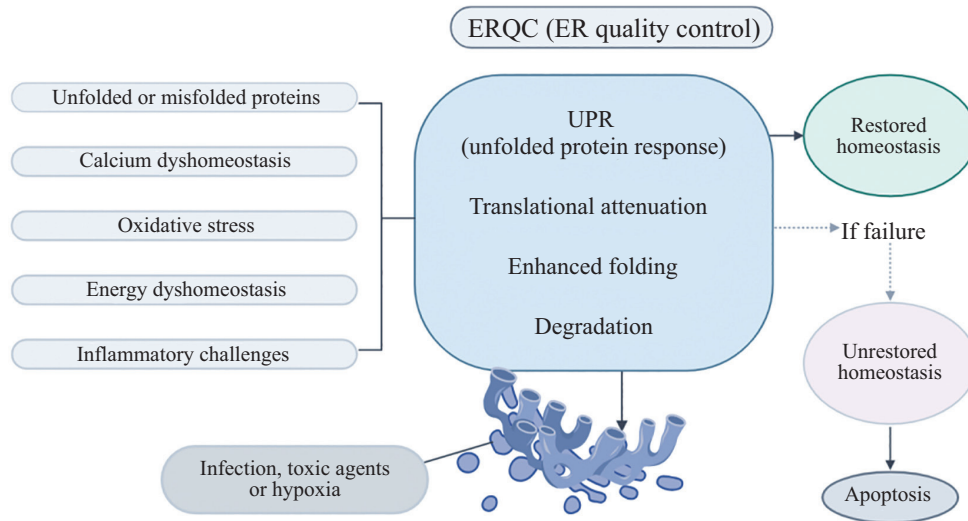 ERQC (ER quality control)
Unfolded or misfolded proteins
Calcium dyshomeostasis
Oxidative stress
Energy dyshomeostasis
Inflammatory challenges
UPR
(unfolded protein response)
Translational attenuation
Enhanced folding
Degradation
Restored
homeostasis
If failure
Unrestored
homeostasis
Apoptosis
Infection, toxic agents
or hypoxia